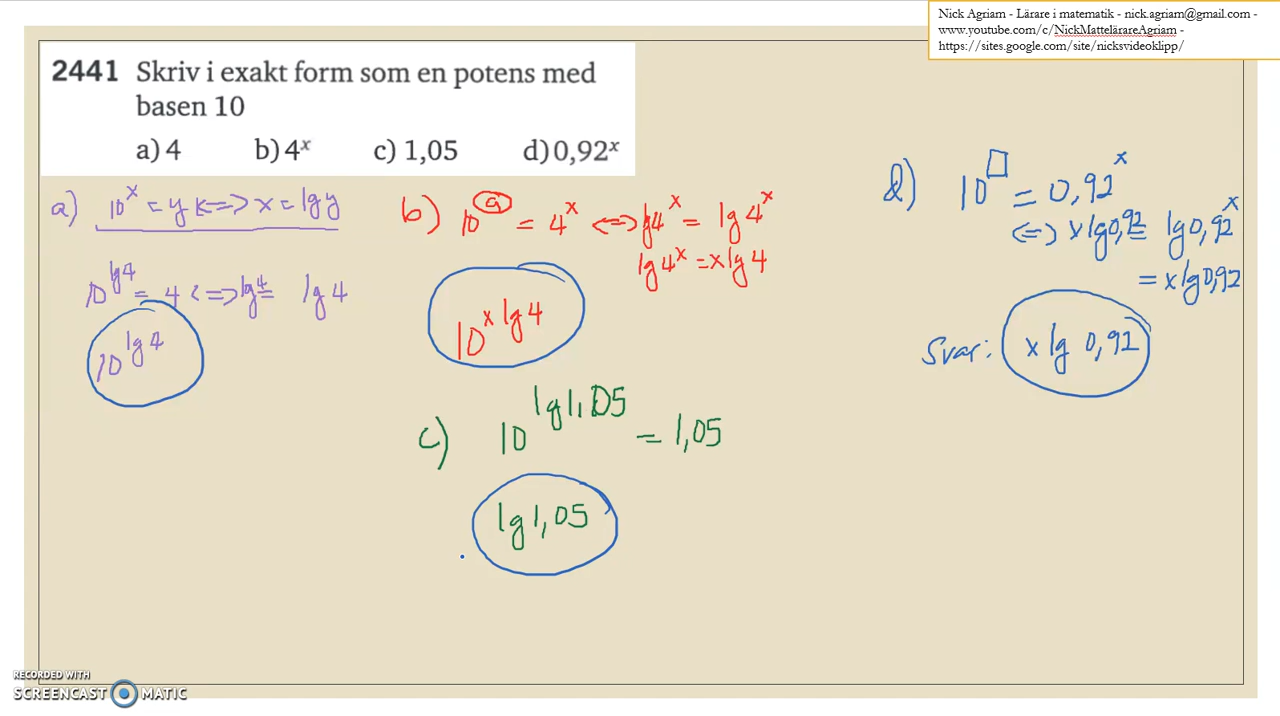 Nick Agriam - Lärare i matematik - nick.agriam@gmail.com -
www.youtube.com/c/NickMattelärareAgriam -
https://sites.google.com/site/nicksvideoklipp/
2441 Skriv i exakt form som en potens med
basen 10
a) 4 b) 4^x c) 1,05 d) 0,92^x
a) 10^x = y <=> x = lg y
10^lg4 = 4 <=> lg4 = lg 4
10^lg 4
b) 10^a = 4^x <=> lg4^x = lg 4^x
lg 4^x = x lg 4
10^x lg 4
c) 10^lg1,05 = 1,05
lg 1,05
d) 10^□ = 0,92^x
<=> x lg0,92 = lg 0,92^x
= x lg 0,92
Svar: x lg 0,92
RECORDED WITH
SCREENCAST MATIC